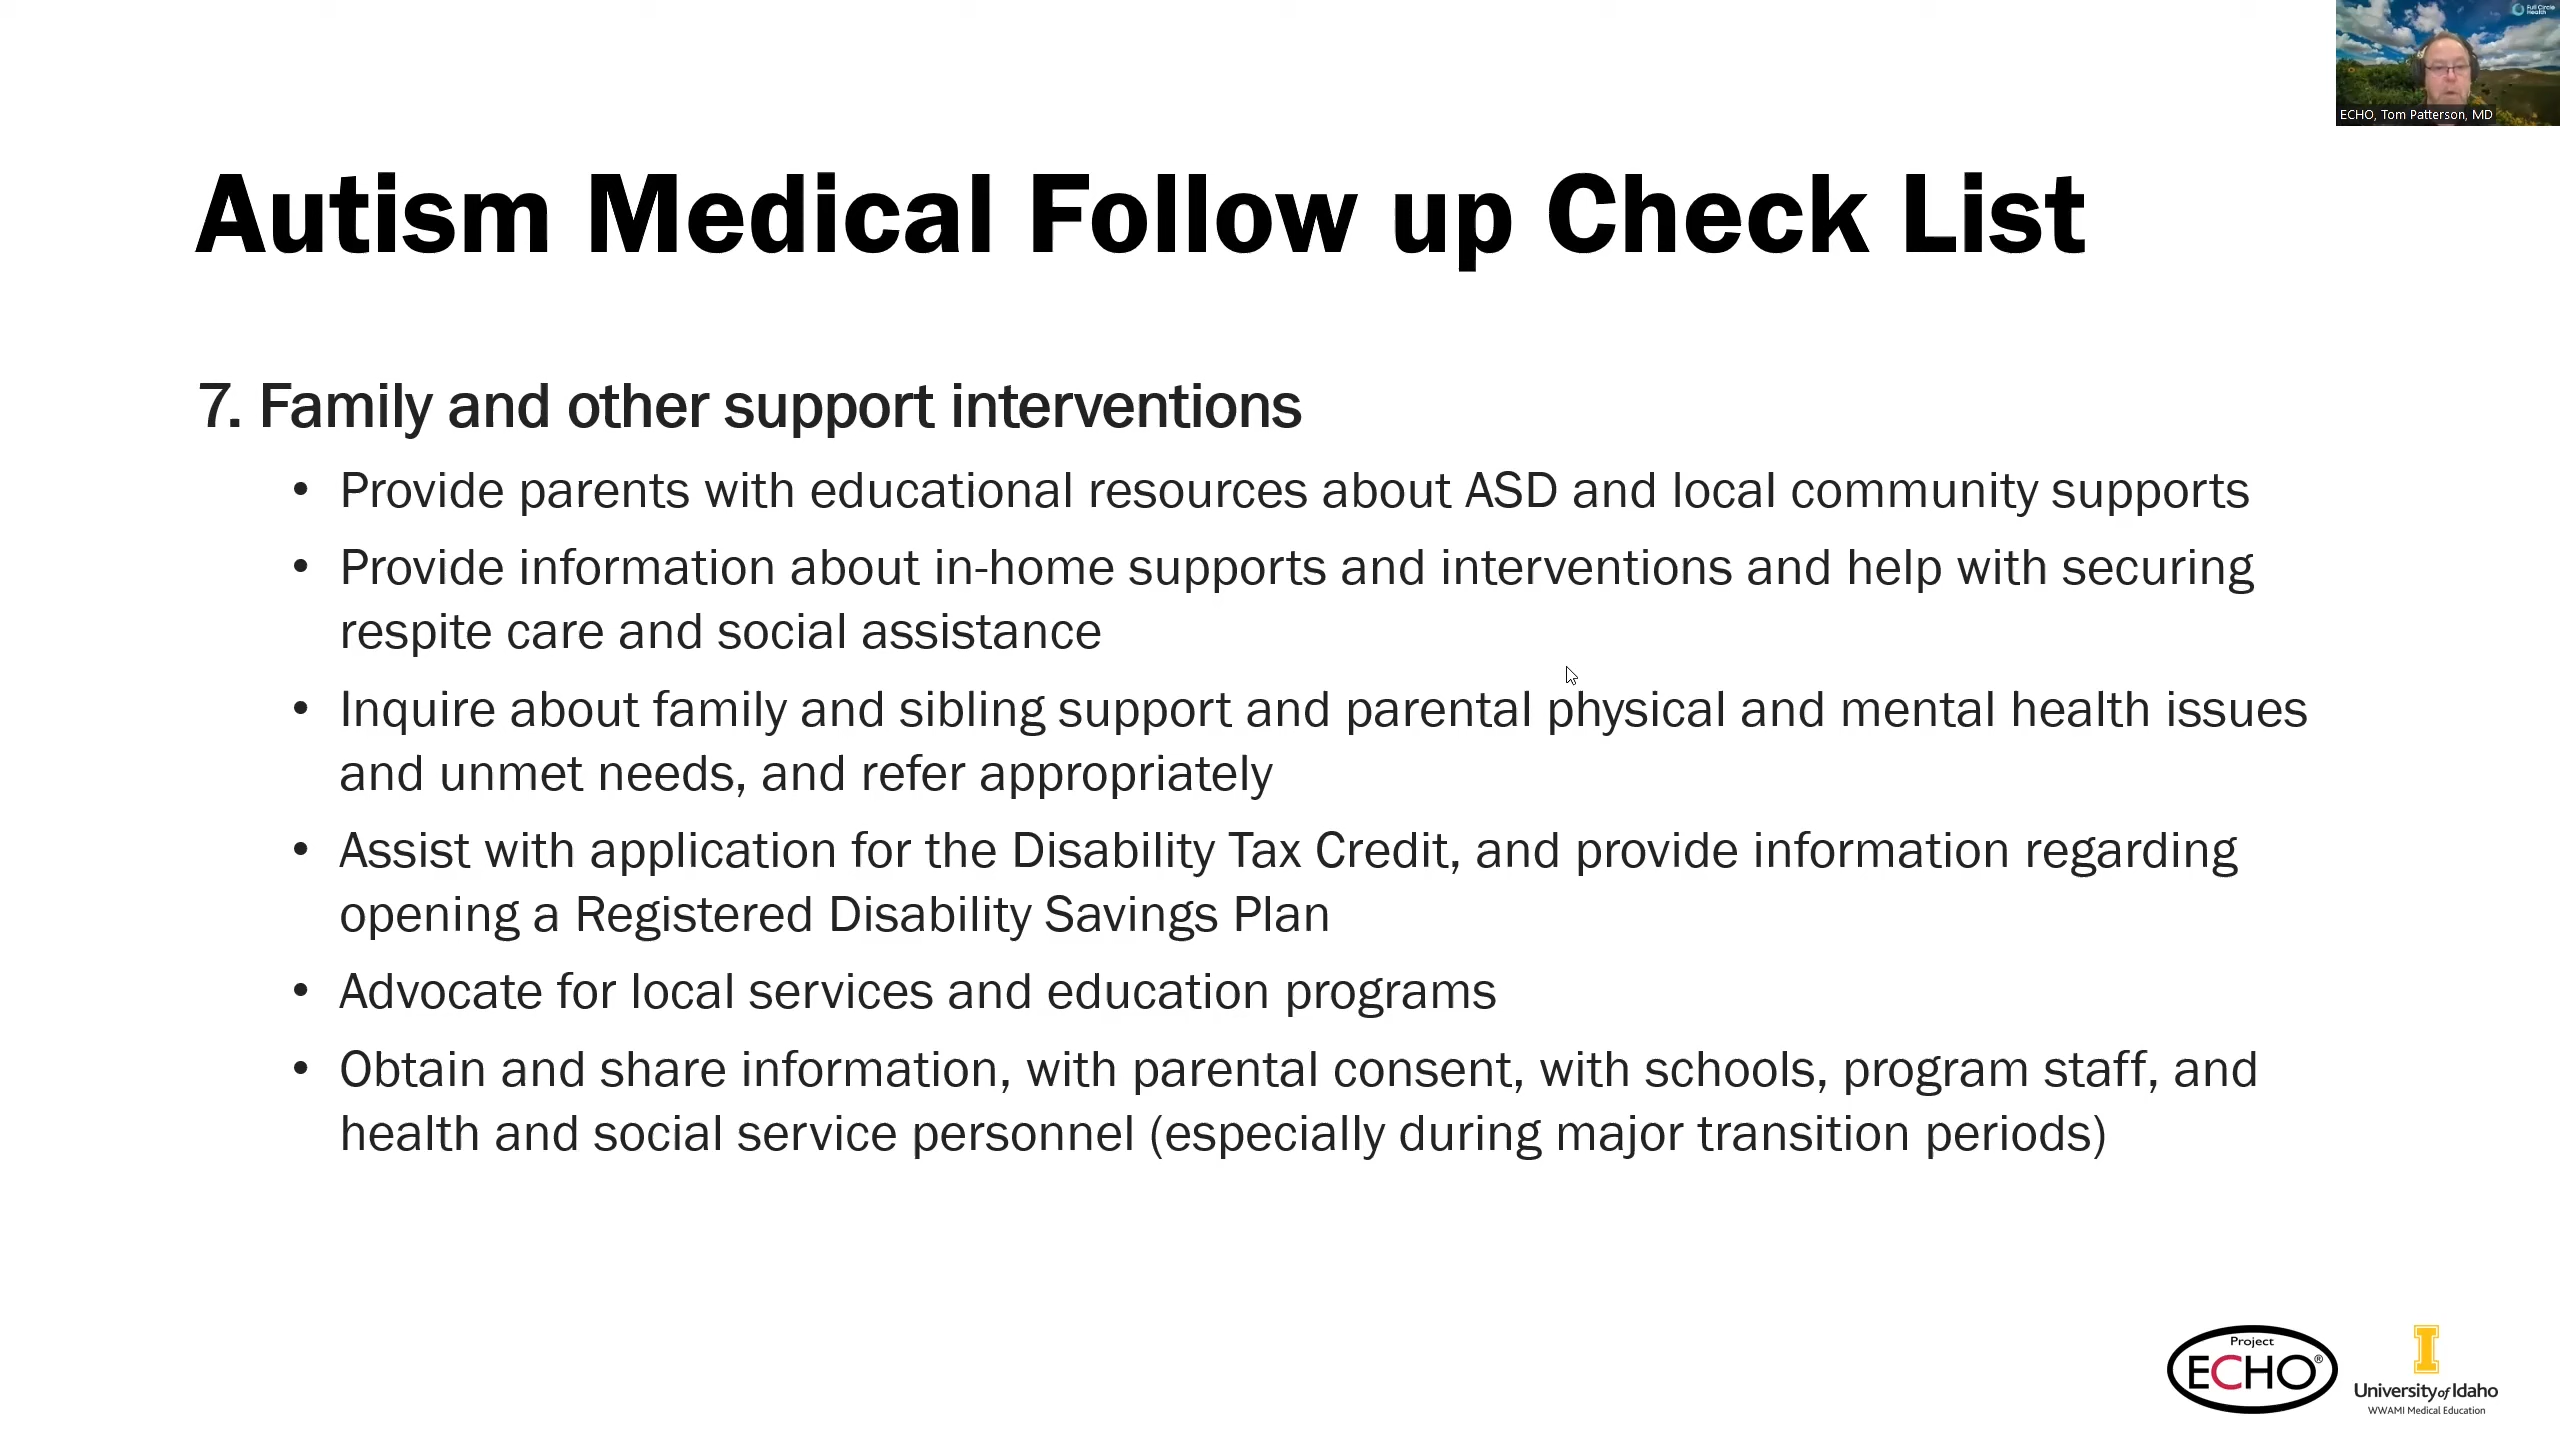 Full Circle
Health
ECHO, Tom Patterson, MD
Autism Medical Follow up Check List
7. Family and other support interventions
• Provide parents with educational resources about ASD and local community supports
• Provide information about in-home supports and interventions and help with securing
respite care and social assistance
• Inquire about family and sibling support and parental physical and mental health issues
and unmet needs, and refer appropriately
• Assist with application for the Disability Tax Credit, and provide information regarding
opening a Registered Disability Savings Plan
• Advocate for local services and education programs
• Obtain and share information, with parental consent, with schools, program staff, and
health and social service personnel (especially during major transition periods)
Project
ECHO®
I
University of Idaho
WWAMI Medical Education